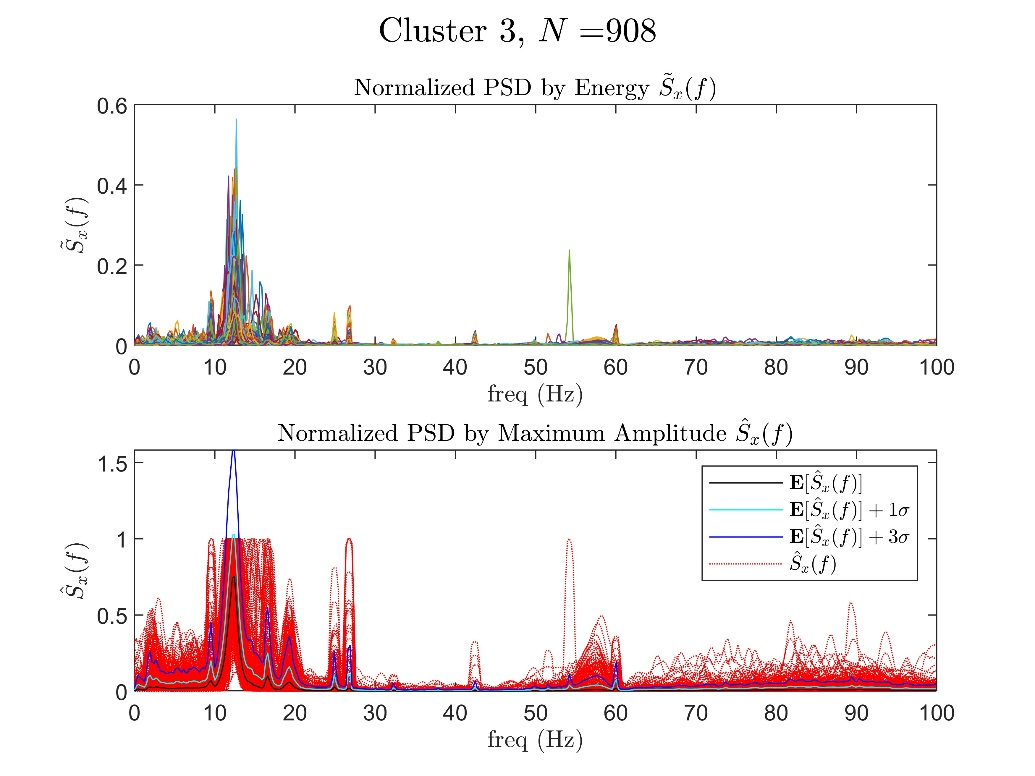 Cluster 3, N =908
Normalized PSD by Energy S̃ₓ(f)
S̃ₓ(f)
0.6
0.4
0.2
0
0 10 20 30 40 50 60 70 80 90 100
freq (Hz)
Normalized PSD by Maximum Amplitude Ŝₓ(f)
Ŝₓ(f)
1.5
1
0.5
0
E[Ŝₓ(f)]
E[Ŝₓ(f)] + 1σ
E[Ŝₓ(f)] + 3σ
Ŝₓ(f)
0 10 20 30 40 50 60 70 80 90 100
freq (Hz)